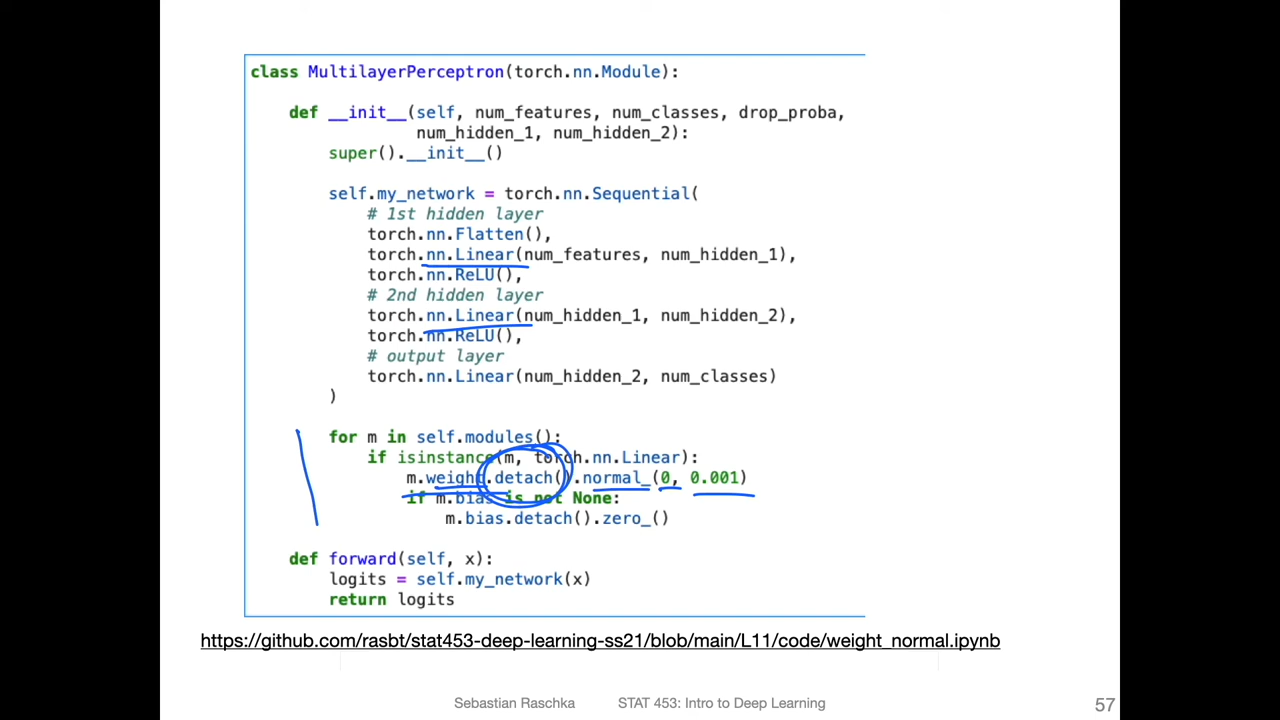 class MultilayerPerceptron(torch.nn.Module):
    def __init__(self, num_features, num_classes, drop_proba,
                 num_hidden_1, num_hidden_2):
        super().__init__()
        self.my_network = torch.nn.Sequential(
            # 1st hidden layer
            torch.nn.Flatten(),
            torch.nn.Linear(num_features, num_hidden_1),
            torch.nn.ReLU(),
            # 2nd hidden layer
            torch.nn.Linear(num_hidden_1, num_hidden_2),
            torch.nn.ReLU(),
            # output layer
            torch.nn.Linear(num_hidden_2, num_classes)
        )
        for m in self.modules():
            if isinstance(m, torch.nn.Linear):
                m.weight.detach().normal_(0, 0.001)
                if m.bias is not None:
                    m.bias.detach().zero_()
    def forward(self, x):
        logits = self.my_network(x)
        return logits
https://github.com/rasbt/stat453-deep-learning-ss21/blob/main/L11/code/weight_normal.ipynb
Sebastian Raschka STAT 453: Intro to Deep Learning 57